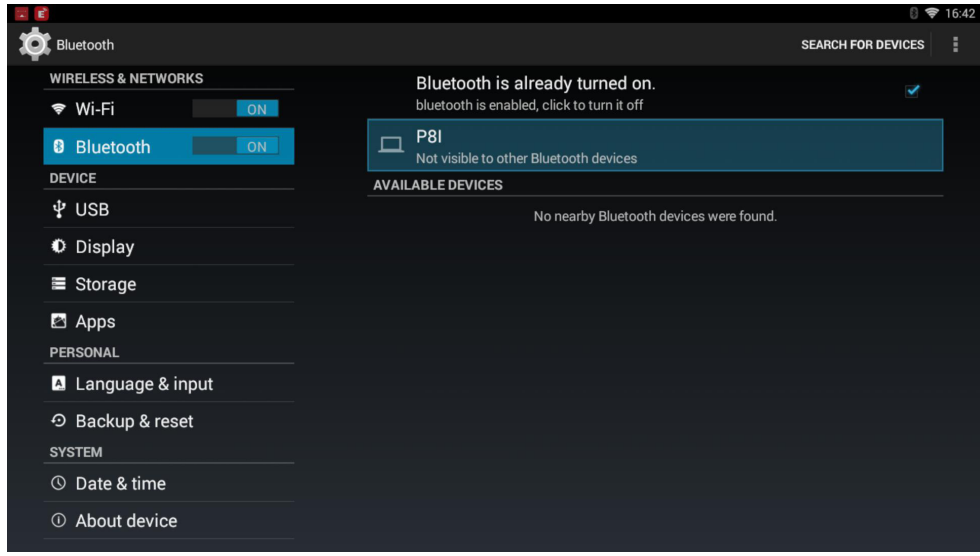 16:42
Bluetooth
SEARCH FOR DEVICES
WIRELESS & NETWORKS
Wi-Fi ON
Bluetooth ON
DEVICE
USB
Display
Storage
Apps
PERSONAL
Language & input
Backup & reset
SYSTEM
Date & time
About device
Bluetooth is already turned on.
bluetooth is enabled, click to turn it off
P8I
Not visible to other Bluetooth devices
AVAILABLE DEVICES
No nearby Bluetooth devices were found.